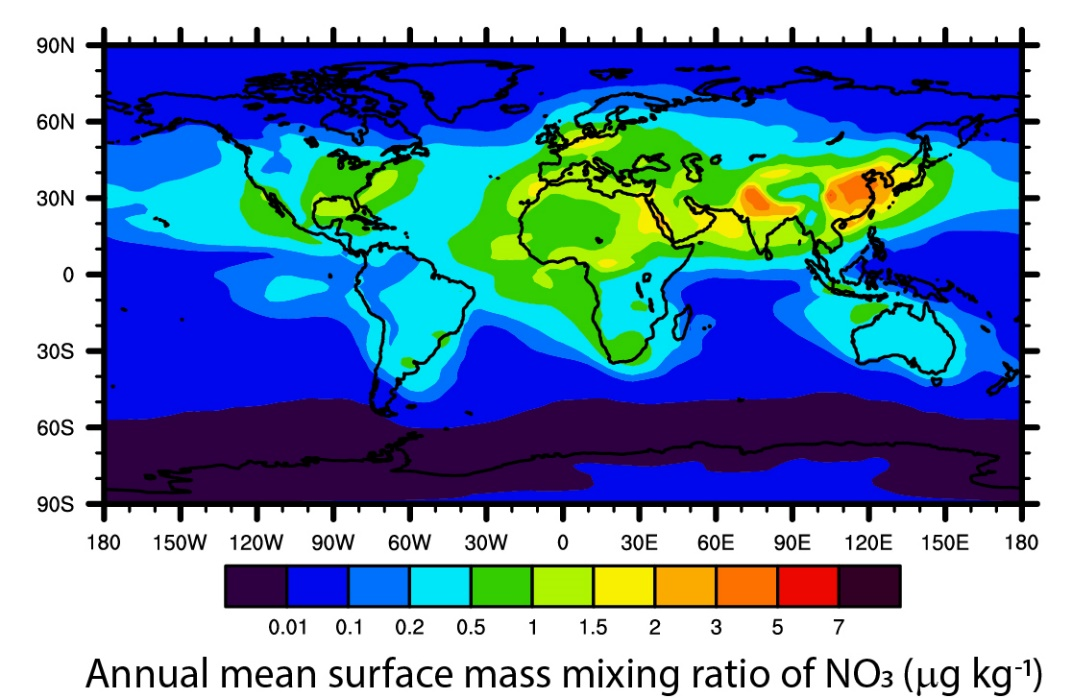 90N
60N
30N
0
30S
60S
90S
180 150W 120W 90W 60W 30W 0 30E 60E 90E 120E 150E 180
0.01 0.1 0.2 0.5 1 1.5 2 3 5 7
Annual mean surface mass mixing ratio of NO₃ (μg kg⁻¹)